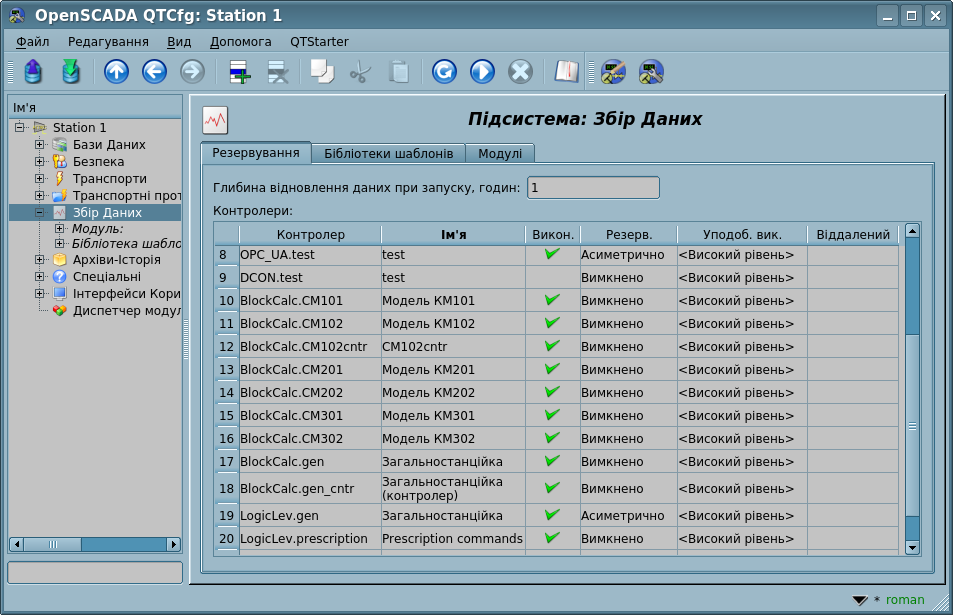 OpenSCADA QTCfg: Station 1
Файл Редагування Вид Допомога QTStarter
Ім'я
Station 1
Бази Даних
Безпека
Транспорти
Транспортні прот
Збір Даних
Модуль:
Бібліотека шабло
Архіви-Історія
Спеціальні
Інтерфейси Кори
Диспетчер модул
Підсистема: Збір Даних
Резервування Бібліотеки шаблонів Модулі
Глибина відновлення даних при запуску, годин: 1
Контролери:
Контролер Ім'я Викон. Резерв. Уподоб. вик. Віддалений
8 OPC_UA.test test Асиметрично <Високий рівень>
9 DCON.test test Вимкнено <Високий рівень>
10 BlockCalc.CM101 Модель КМ101 Вимкнено <Високий рівень>
11 BlockCalc.CM102 Модель КМ102 Вимкнено <Високий рівень>
12 BlockCalc.CM102cntr CM102cntr Вимкнено <Високий рівень>
13 BlockCalc.CM201 Модель КМ201 Вимкнено <Високий рівень>
14 BlockCalc.CM202 Модель КМ202 Вимкнено <Високий рівень>
15 BlockCalc.CM301 Модель КМ301 Вимкнено <Високий рівень>
16 BlockCalc.CM302 Модель КМ302 Вимкнено <Високий рівень>
17 BlockCalc.gen Загальностанційка Вимкнено <Високий рівень>
18 BlockCalc.gen_cntr Загальностанційка (контролер) Вимкнено <Високий рівень>
19 LogicLev.gen Загальностанційка Асиметрично <Високий рівень>
20 LogicLev.prescription Prescription commands Вимкнено <Високий рівень>
* roman